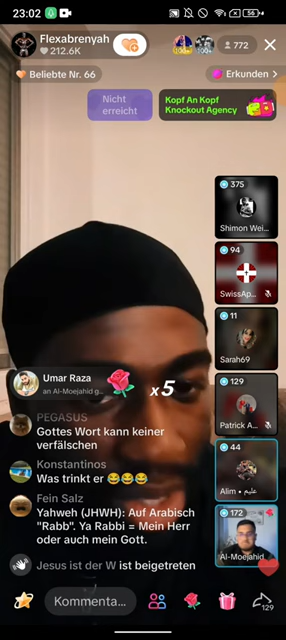 23:02
56
Flexabrenyah
212.6K
100+
100+
772
Beliebte Nr. 66
Erkunden >
Nicht
erreicht
Kopf An Kopf
Knockout Agency
375
Shimon Wei...
94
SwissAp...
11
Sarah69
129
Patrick A...
44
Alim • عليم
172
Al-Moejahid
Umar Raza
an Al-Moejahid g...
x5
PEGASUS
Gottes Wort kann keiner
verfälschen
Konstantinos
Was trinkt er 😂😂😂
Fein Salz
Yahweh (JHWH): Auf Arabisch
"Rabb". Ya Rabbi = Mein Herr
oder auch mein Gott.
Jesus ist der W ist beigetreten
Kommenta...
129